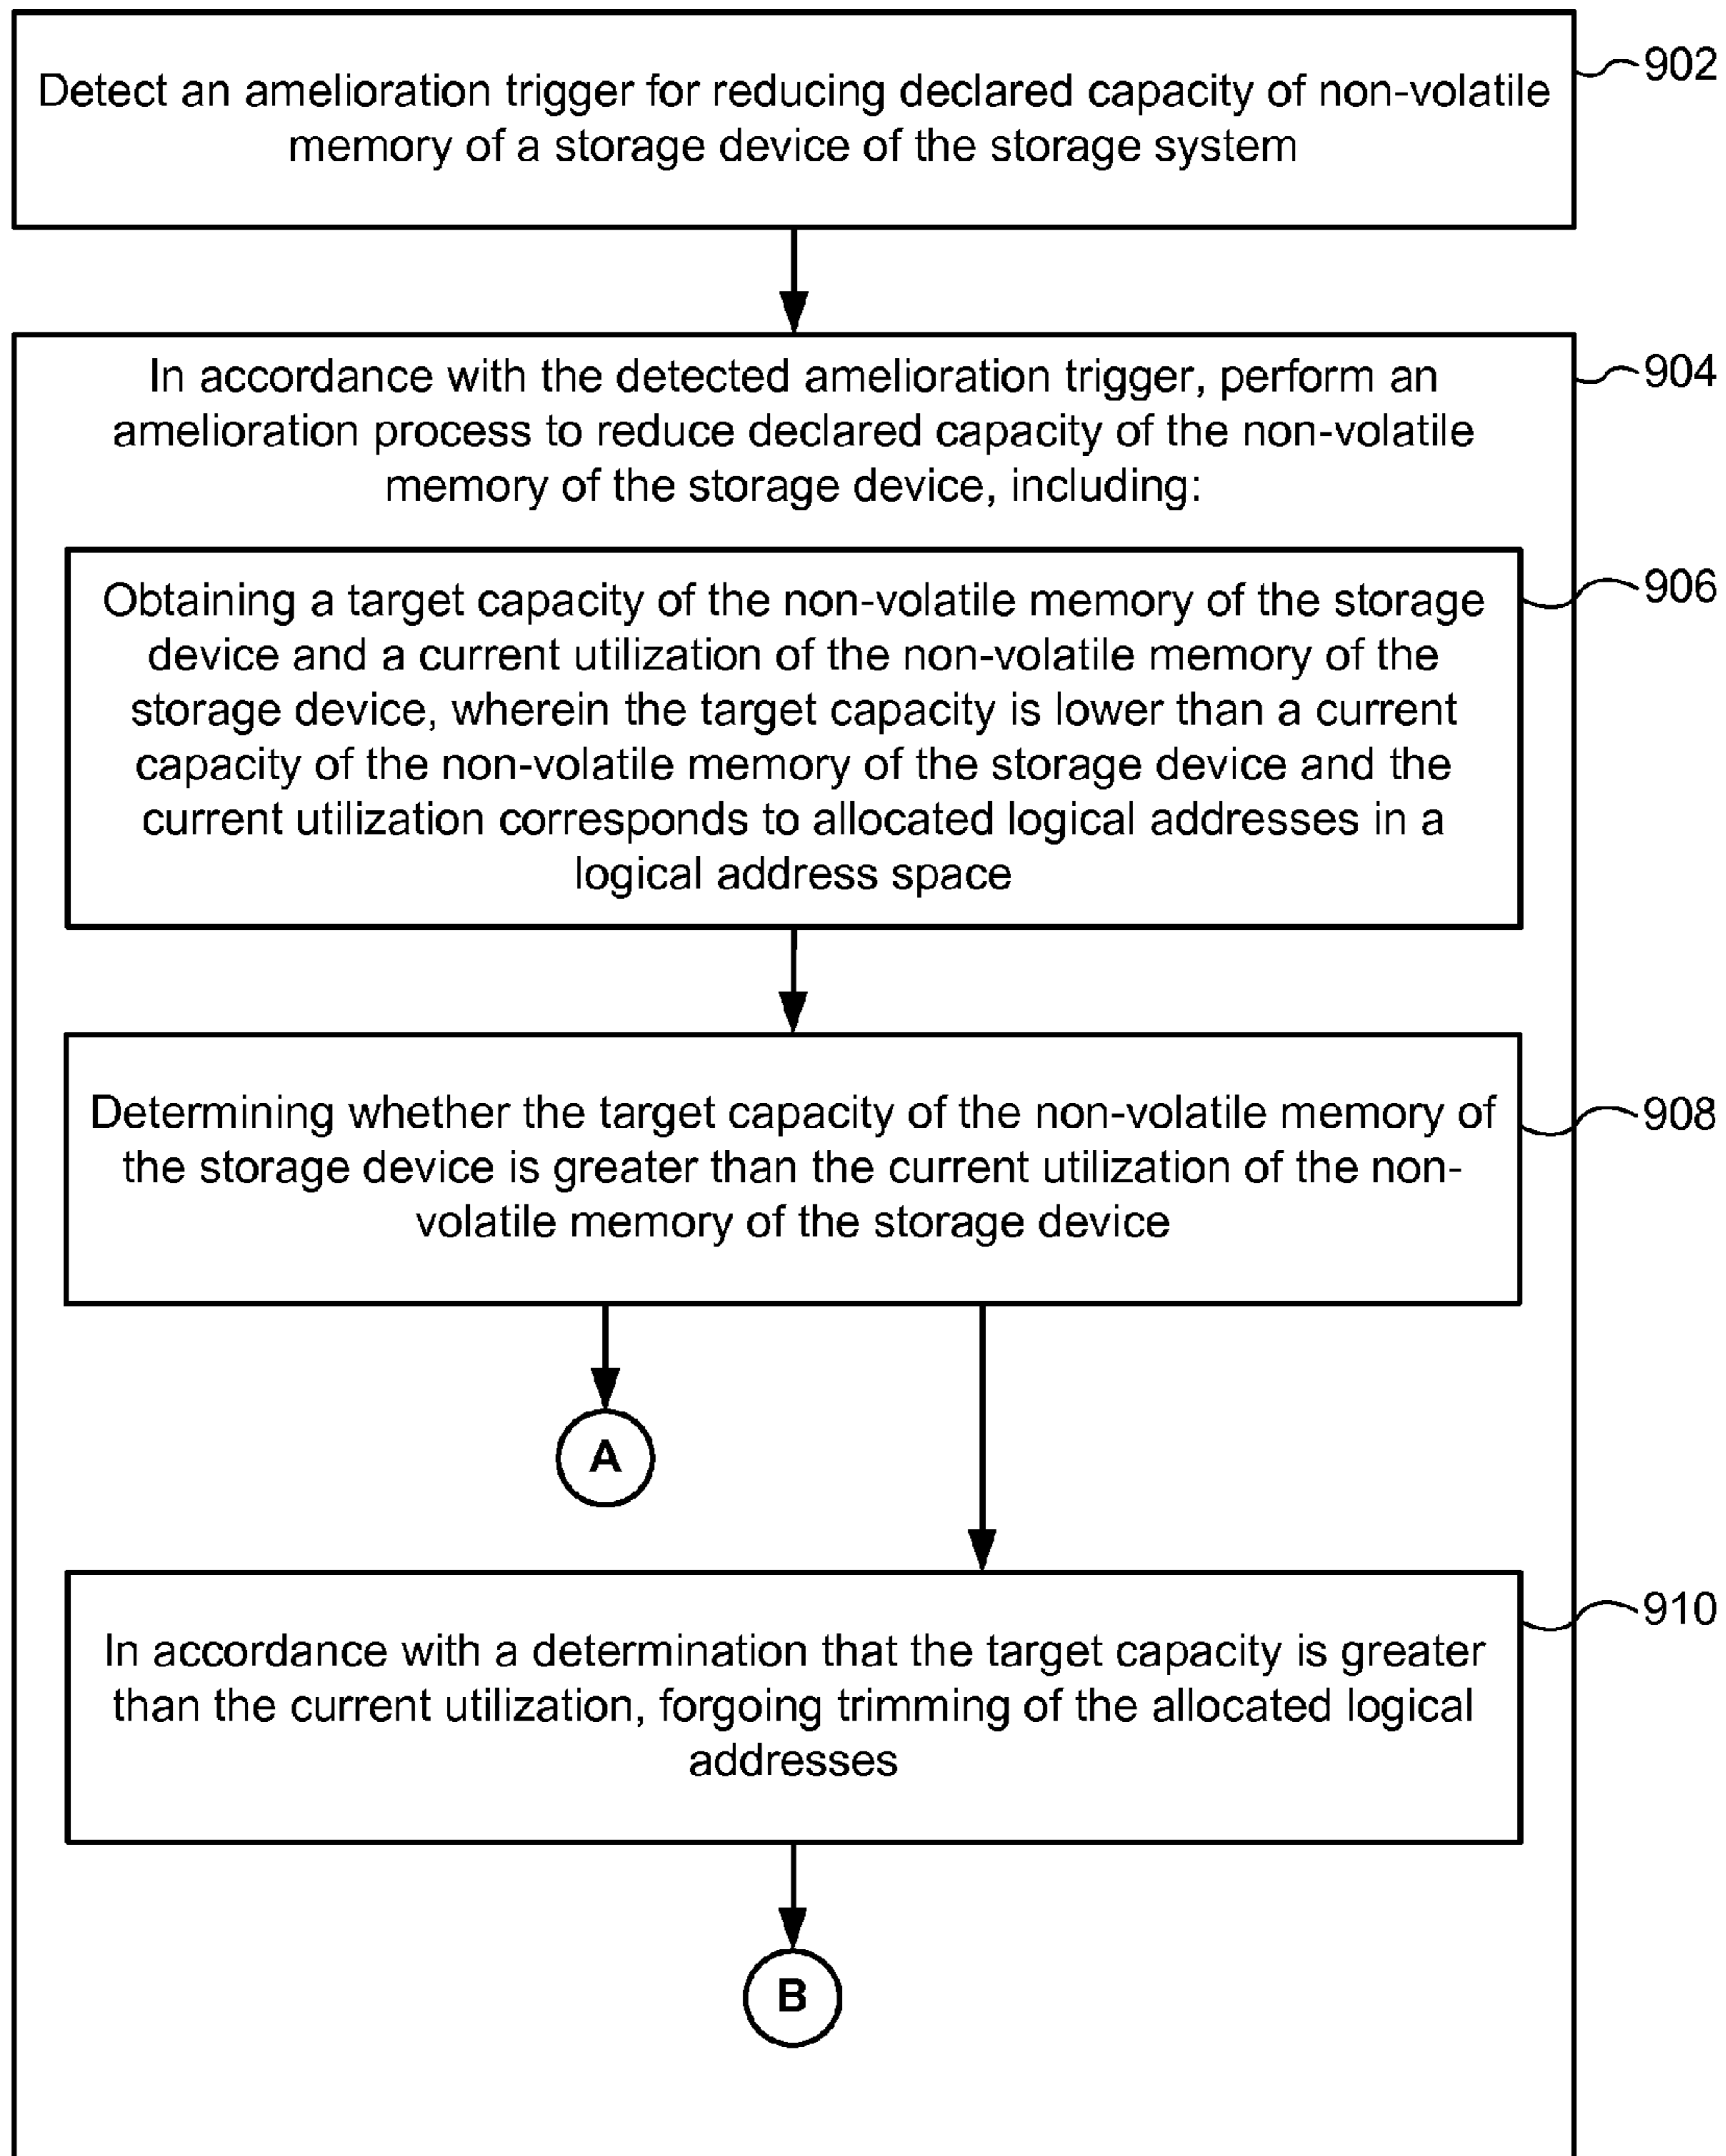 Detect an amelioration trigger for reducing declared capacity of non-volatile
memory of a storage device of the storage system
902
In accordance with the detected amelioration trigger, perform an
amelioration process to reduce declared capacity of the non-volatile
memory of the storage device, including:
904
Obtaining a target capacity of the non-volatile memory of the storage
device and a current utilization of the non-volatile memory of the
storage device, wherein the target capacity is lower than a current
capacity of the non-volatile memory of the storage device and the
current utilization corresponds to allocated logical addresses in a
logical address space
906
Determining whether the target capacity of the non-volatile memory of
the storage device is greater than the current utilization of the non-
volatile memory of the storage device
908
A
In accordance with a determination that the target capacity is greater
than the current utilization, forgoing trimming of the allocated logical
addresses
910
B